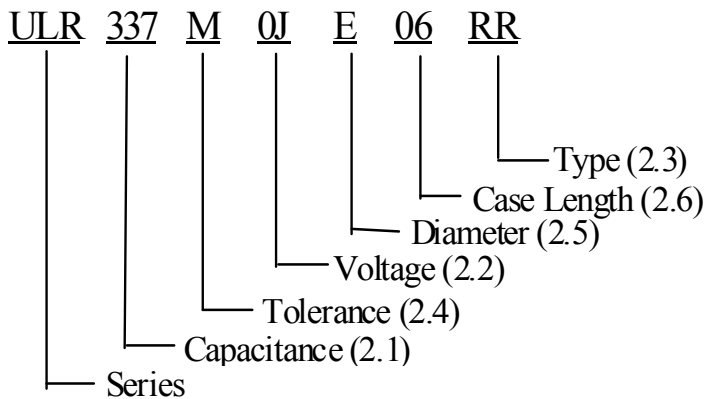 ULR 337 M 0J E 06 RR
Type (2.3)
Case Length (2.6)
Diameter (2.5)
Voltage (2.2)
Tolerance (2.4)
Capacitance (2.1)
Series